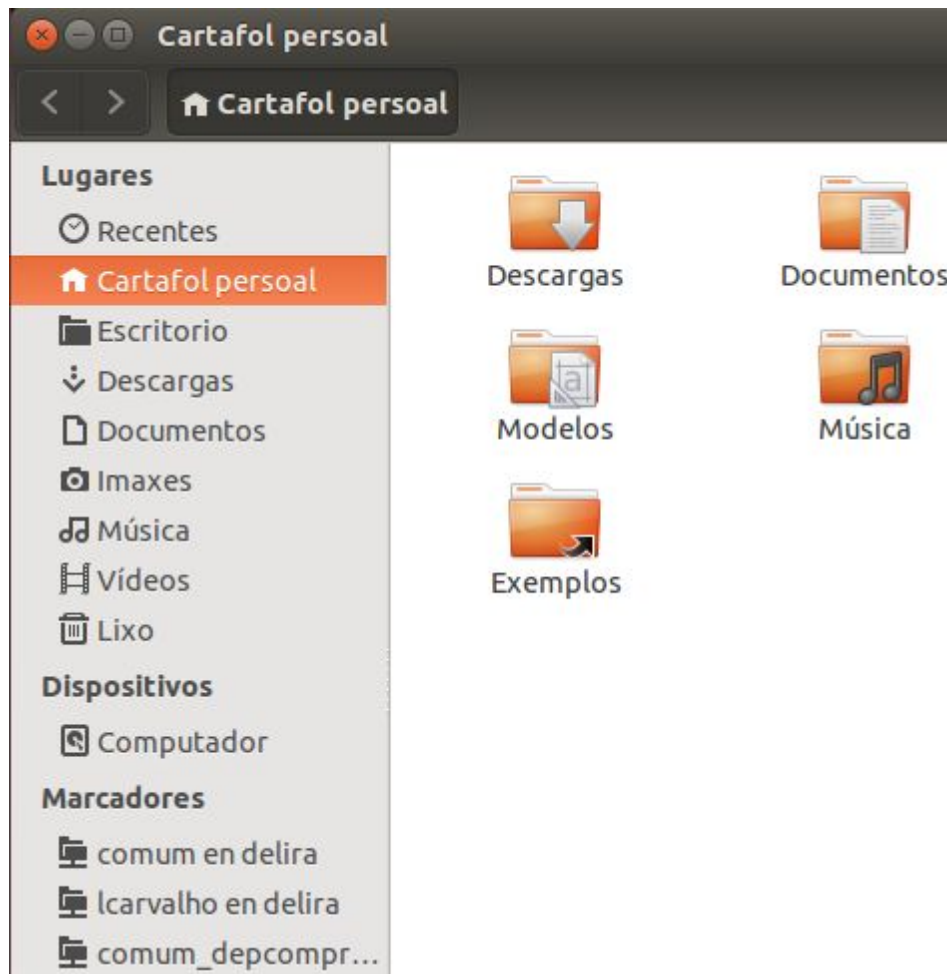 Cartafol persoal
Cartafol persoal
Lugares
Recentes
Cartafol persoal
Escritorio
Descargas
Documentos
Imaxes
Música
Vídeos
Lixo
Dispositivos
Computador
Marcadores
comum en delira
lcarvalho en delira
comum_depcompr...
Descargas
Documentos
Modelos
Música
Exemplos